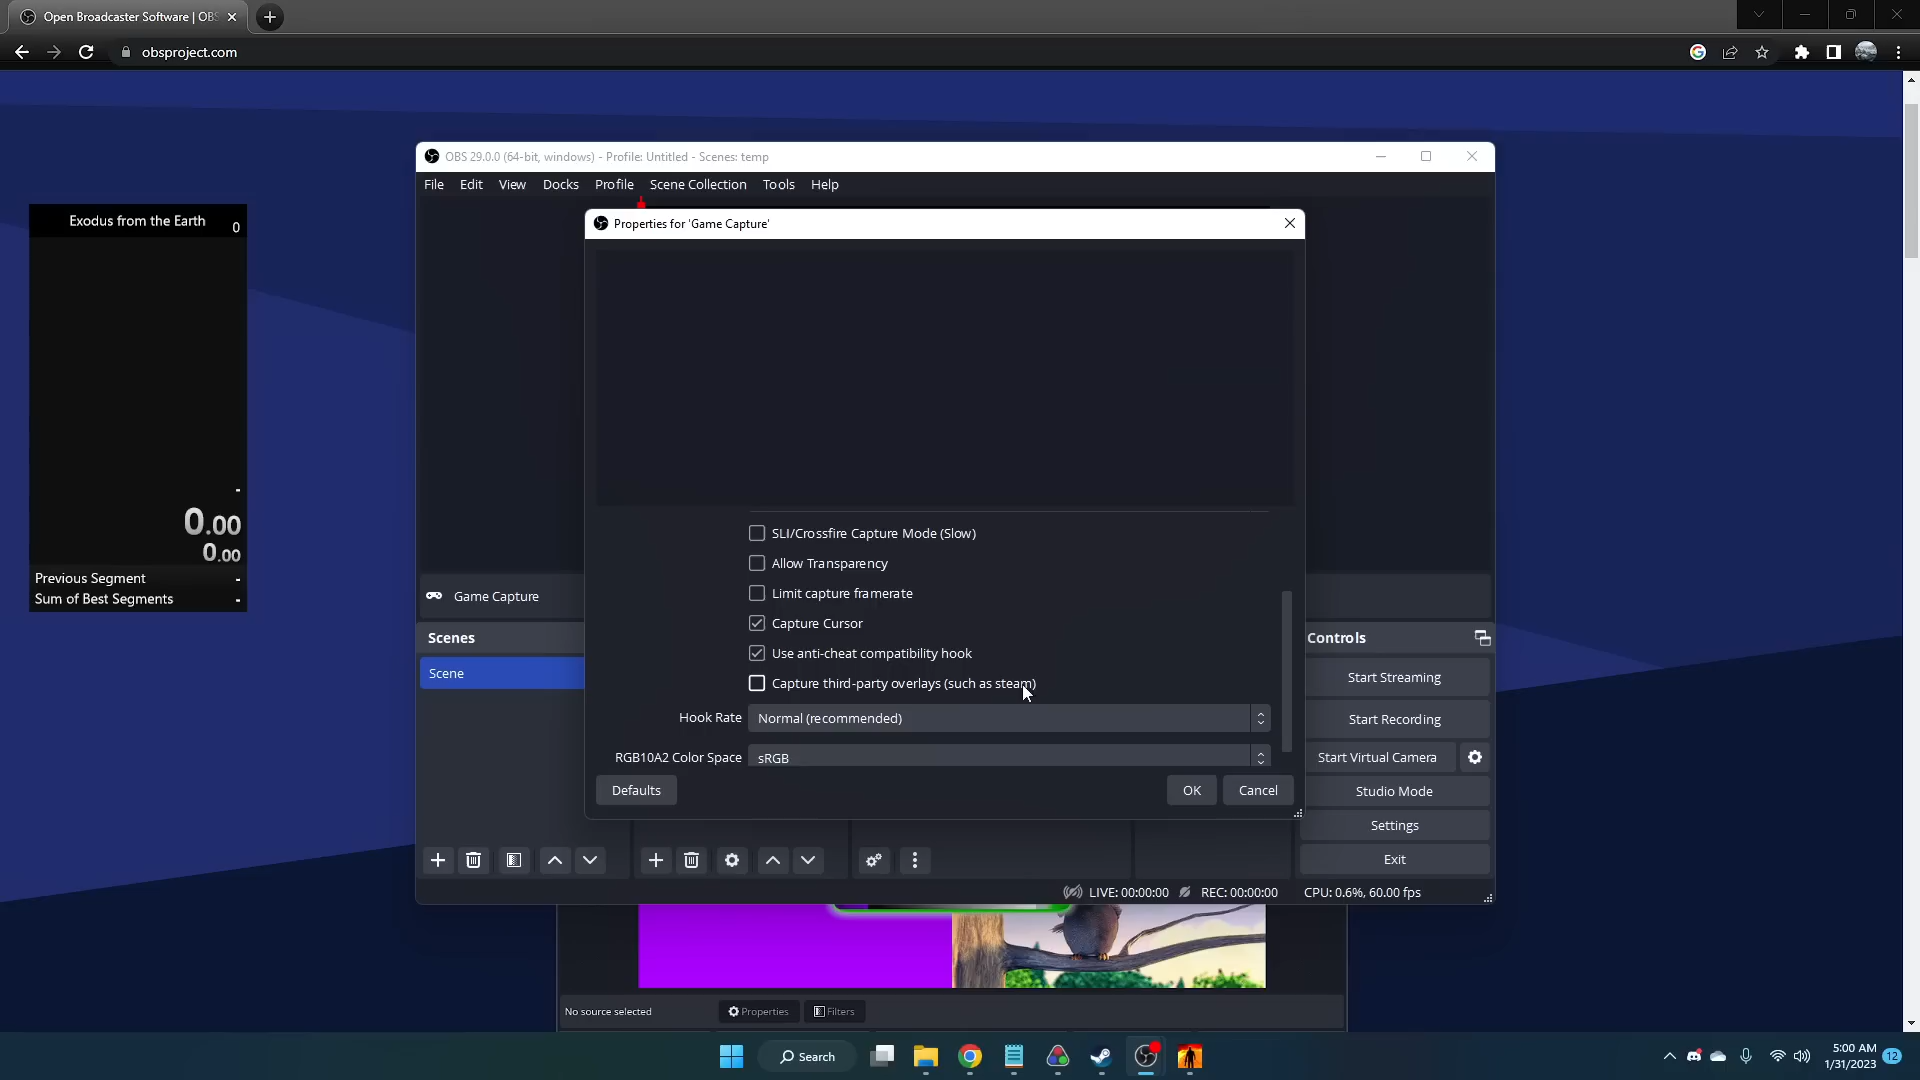 Open Broadcaster Software | OBS
obsproject.com
OBS 29.0.0 (64-bit, windows) - Profile: Untitled - Scenes: temp
File Edit View Docks Profile Scene Collection Tools Help
Exodus from the Earth 0
-
0.00
0.00
Previous Segment -
Sum of Best Segments -
Properties for 'Game Capture'
SLI/Crossfire Capture Mode (Slow)
Allow Transparency
Limit capture framerate
Capture Cursor
Use anti-cheat compatibility hook
Capture third-party overlays (such as steam)
Hook Rate Normal (recommended)
RGB10A2 Color Space sRGB
Defaults OK Cancel
Game Capture
Scenes
Scene
Controls
Start Streaming
Start Recording
Start Virtual Camera
Studio Mode
Settings
Exit
LIVE: 00:00:00 REC: 00:00:00 CPU: 0.6%, 60.00 fps
No source selected Properties Filters
Search
5:00 AM
1/31/2023
12